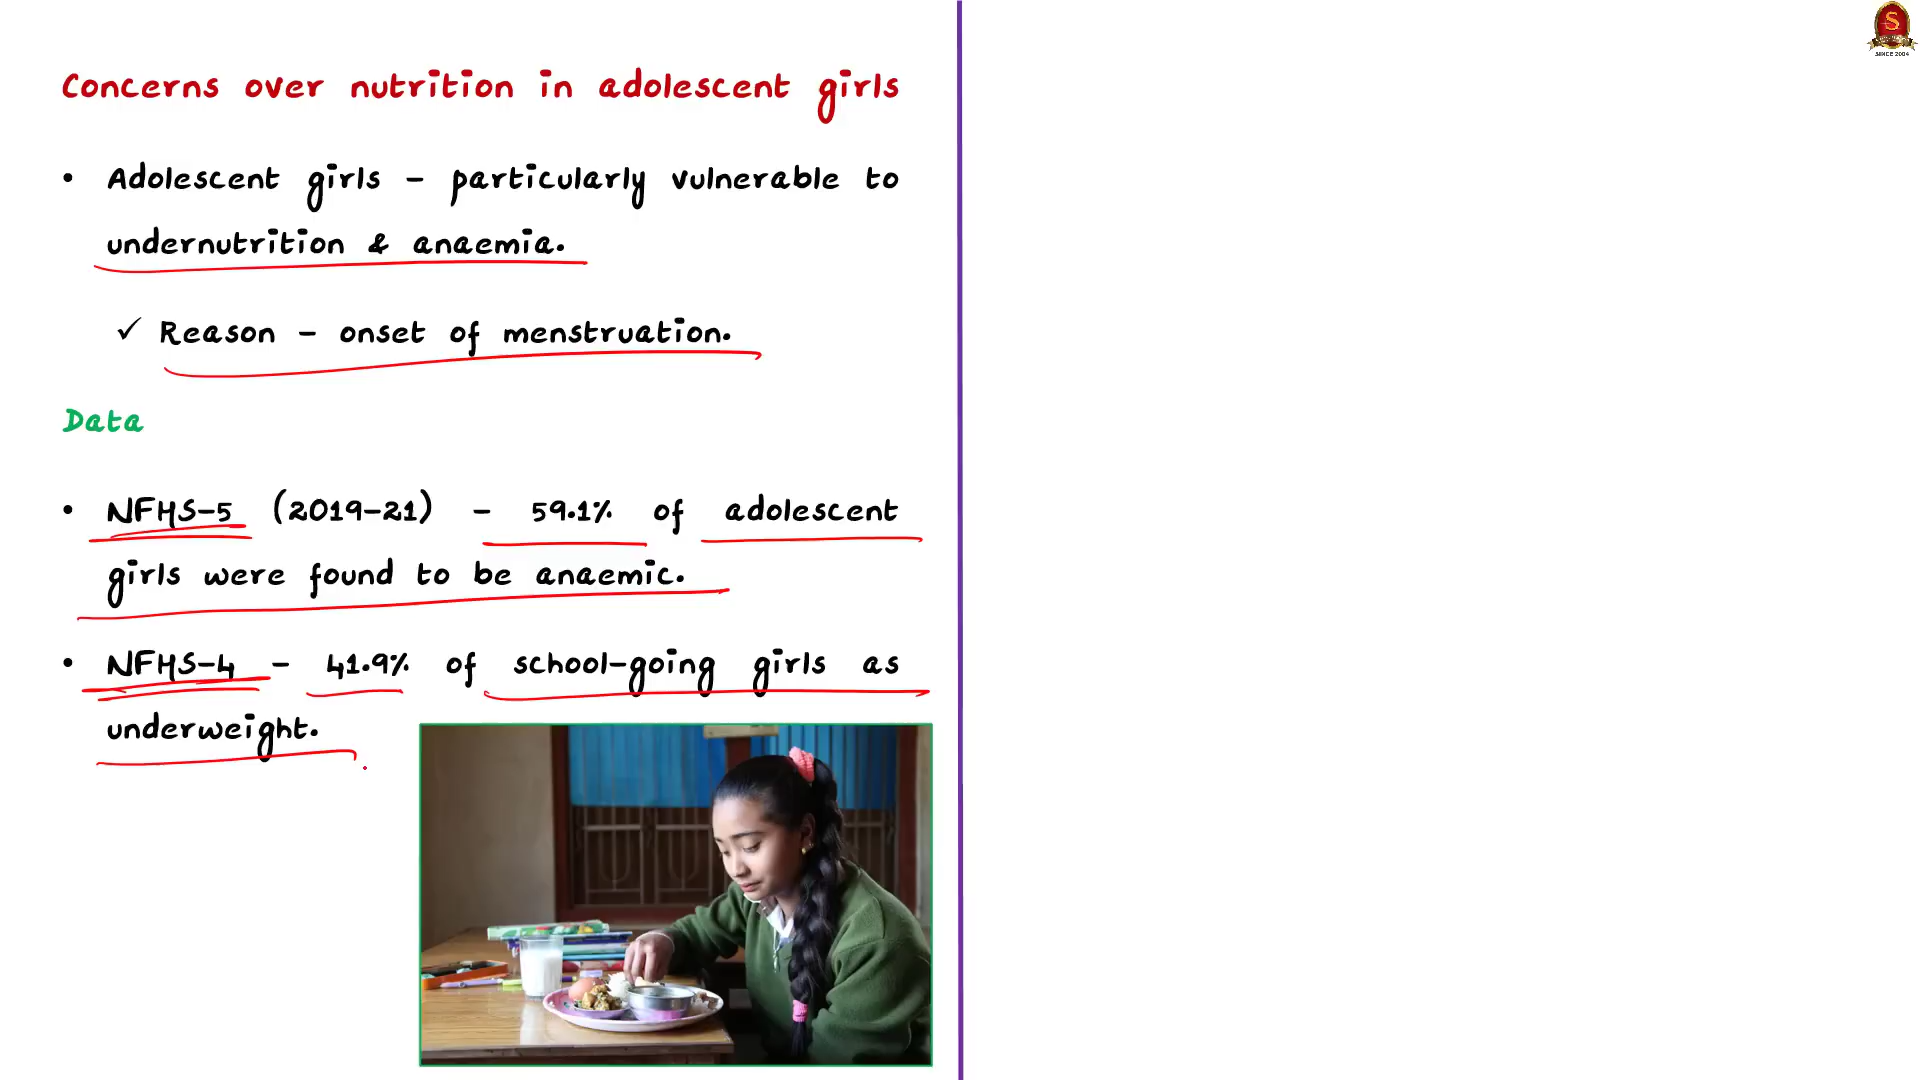 Concerns over nutrition in adolescent girls
• Adolescent girls – particularly vulnerable to
undernutrition & anaemia.
✓ Reason – onset of menstruation.
Data
• NFHS-5 (2019-21) – 59.1% of adolescent
girls were found to be anaemic.
• NFHS-4 – 41.9% of school-going girls as
underweight.
S
SINCE 2004